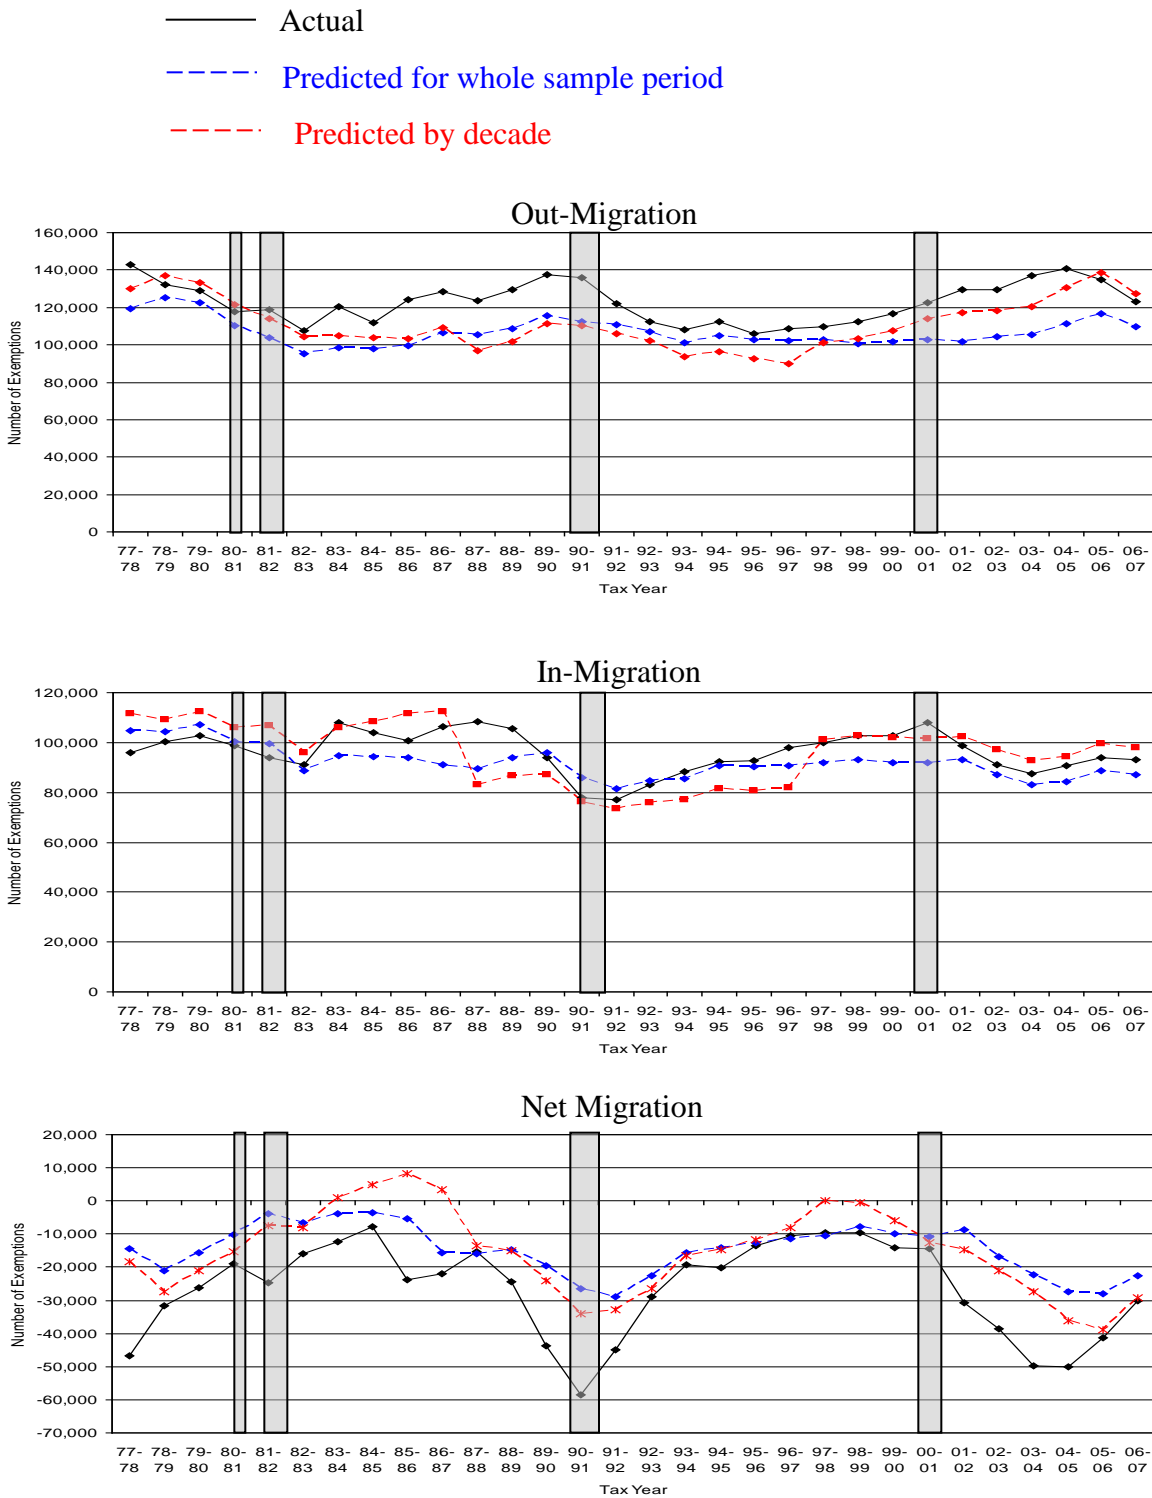 Actual
Predicted for whole sample period
Predicted by decade
Out-Migration
160,000
140,000
120,000
100,000
80,000
60,000
40,000
20,000
0
Number of Exemptions
77- 78- 79- 80- 81- 82- 83- 84- 85- 86- 87- 88- 89- 90- 91- 92- 93- 94- 95- 96- 97- 98- 99- 00- 01- 02- 03- 04- 05- 06-
78 79 80 81 82 83 84 85 86 87 88 89 90 91 92 93 94 95 96 97 98 99 00 01 02 03 04 05 06 07
Tax Year
In-Migration
120,000
100,000
80,000
60,000
40,000
20,000
0
Number of Exemptions
77- 78- 79- 80- 81- 82- 83- 84- 85- 86- 87- 88- 89- 90- 91- 92- 93- 94- 95- 96- 97- 98- 99- 00- 01- 02- 03- 04- 05- 06-
78 79 80 81 82 83 84 85 86 87 88 89 90 91 92 93 94 95 96 97 98 99 00 01 02 03 04 05 06 07
Tax Year
Net Migration
20,000
10,000
0
-10,000
-20,000
-30,000
-40,000
-50,000
-60,000
-70,000
Number of Exemptions
77- 78- 79- 80- 81- 82- 83- 84- 85- 86- 87- 88- 89- 90- 91- 92- 93- 94- 95- 96- 97- 98- 99- 00- 01- 02- 03- 04- 05- 06-
78 79 80 81 82 83 84 85 86 87 88 89 90 91 92 93 94 95 96 97 98 99 00 01 02 03 04 05 06 07
Tax Year